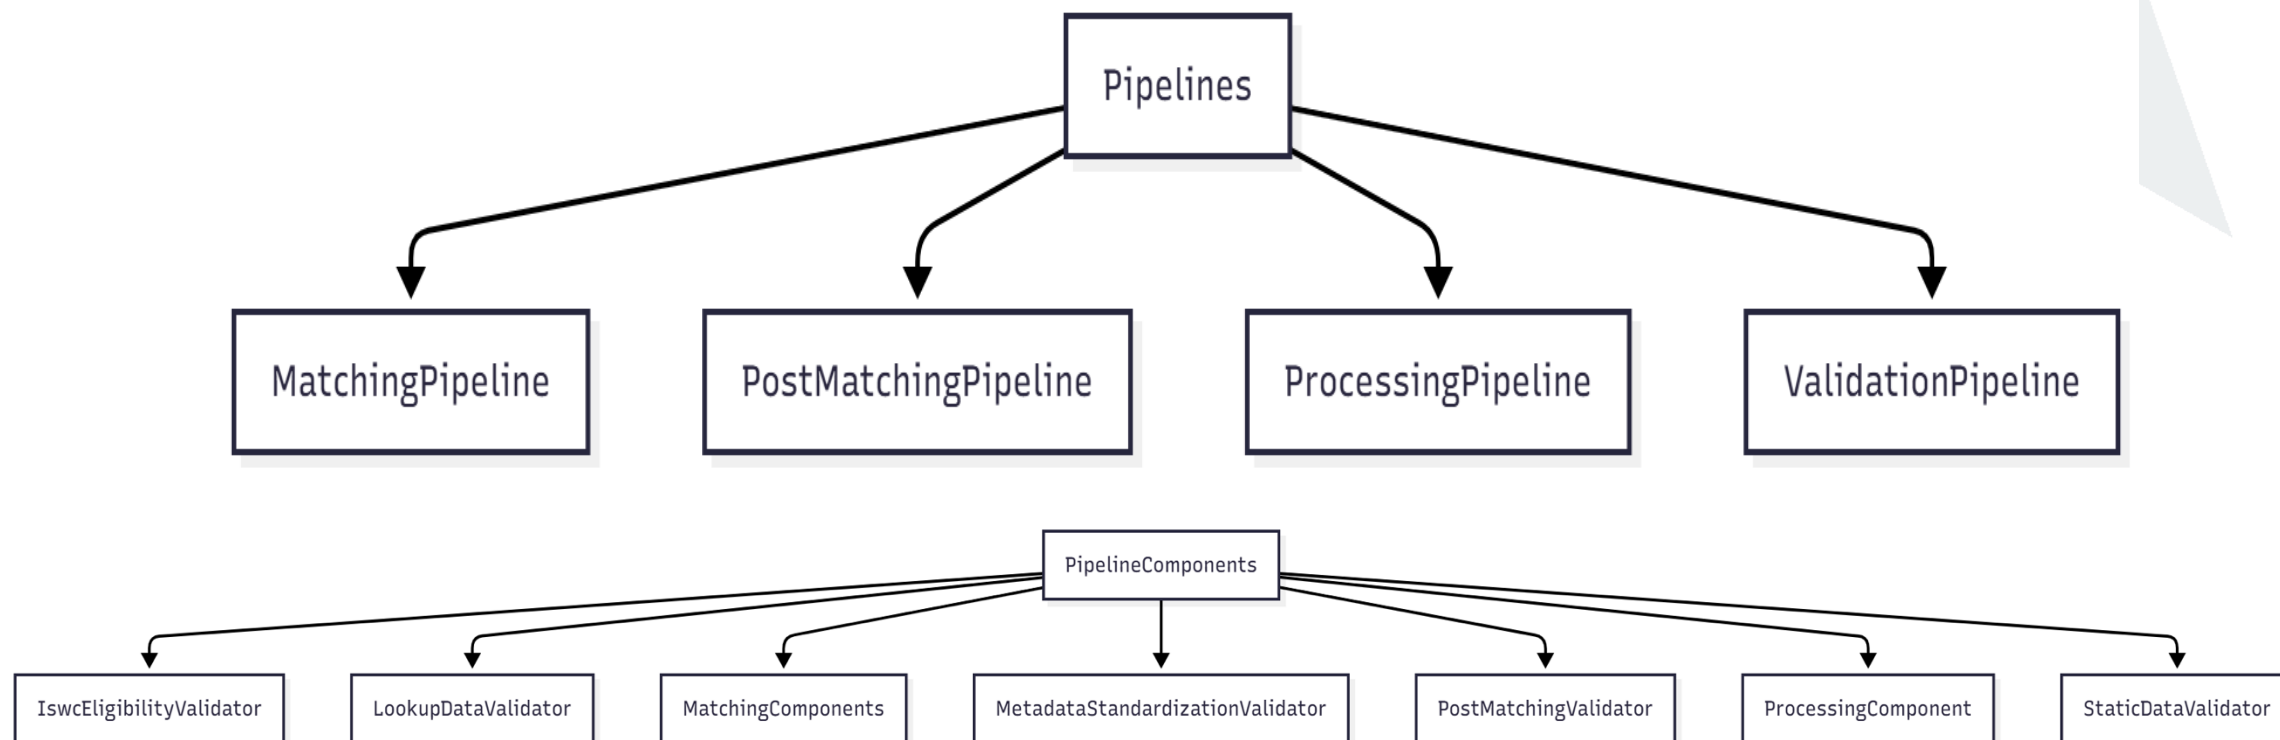 Pipelines
MatchingPipeline
PostMatchingPipeline
ProcessingPipeline
ValidationPipeline
PipelineComponents
IswcEligibilityValidator
LookupDataValidator
MatchingComponents
MetadataStandardizationValidator
PostMatchingValidator
ProcessingComponent
StaticDataValidator